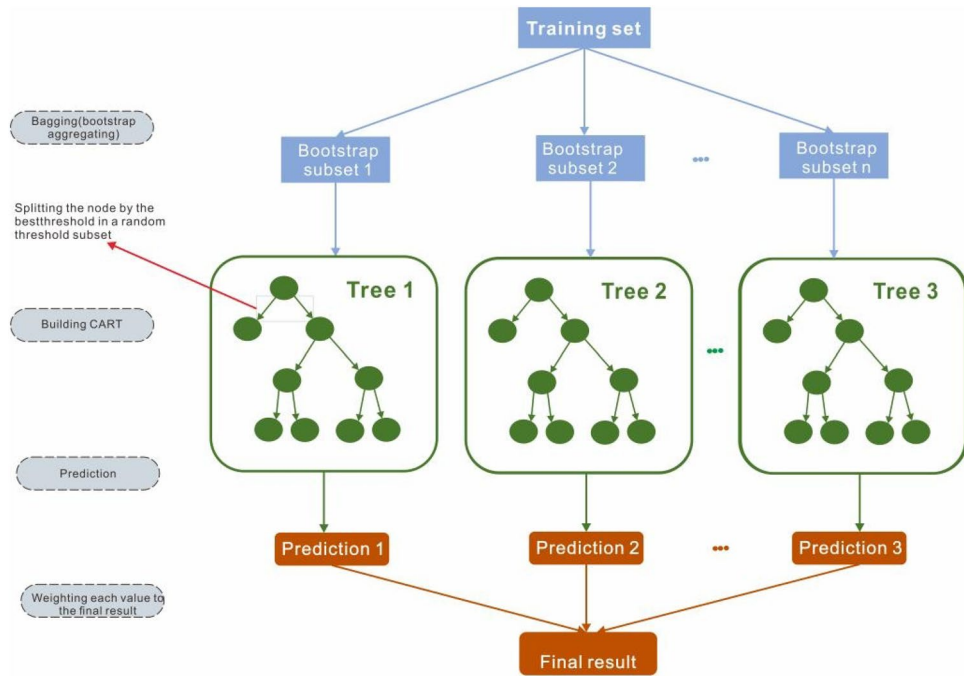 Training set
Bagging(bootstrap
aggregating)
Bootstrap
subset 1
Bootstrap
subset 2
...
Bootstrap
subset n
Splitting the node by the
bestthreshold in a random
threshold subset
Building CART
Tree 1
Tree 2
...
Tree 3
Prediction
Prediction 1
Prediction 2
...
Prediction 3
Weighting each value to
the final result
Final result